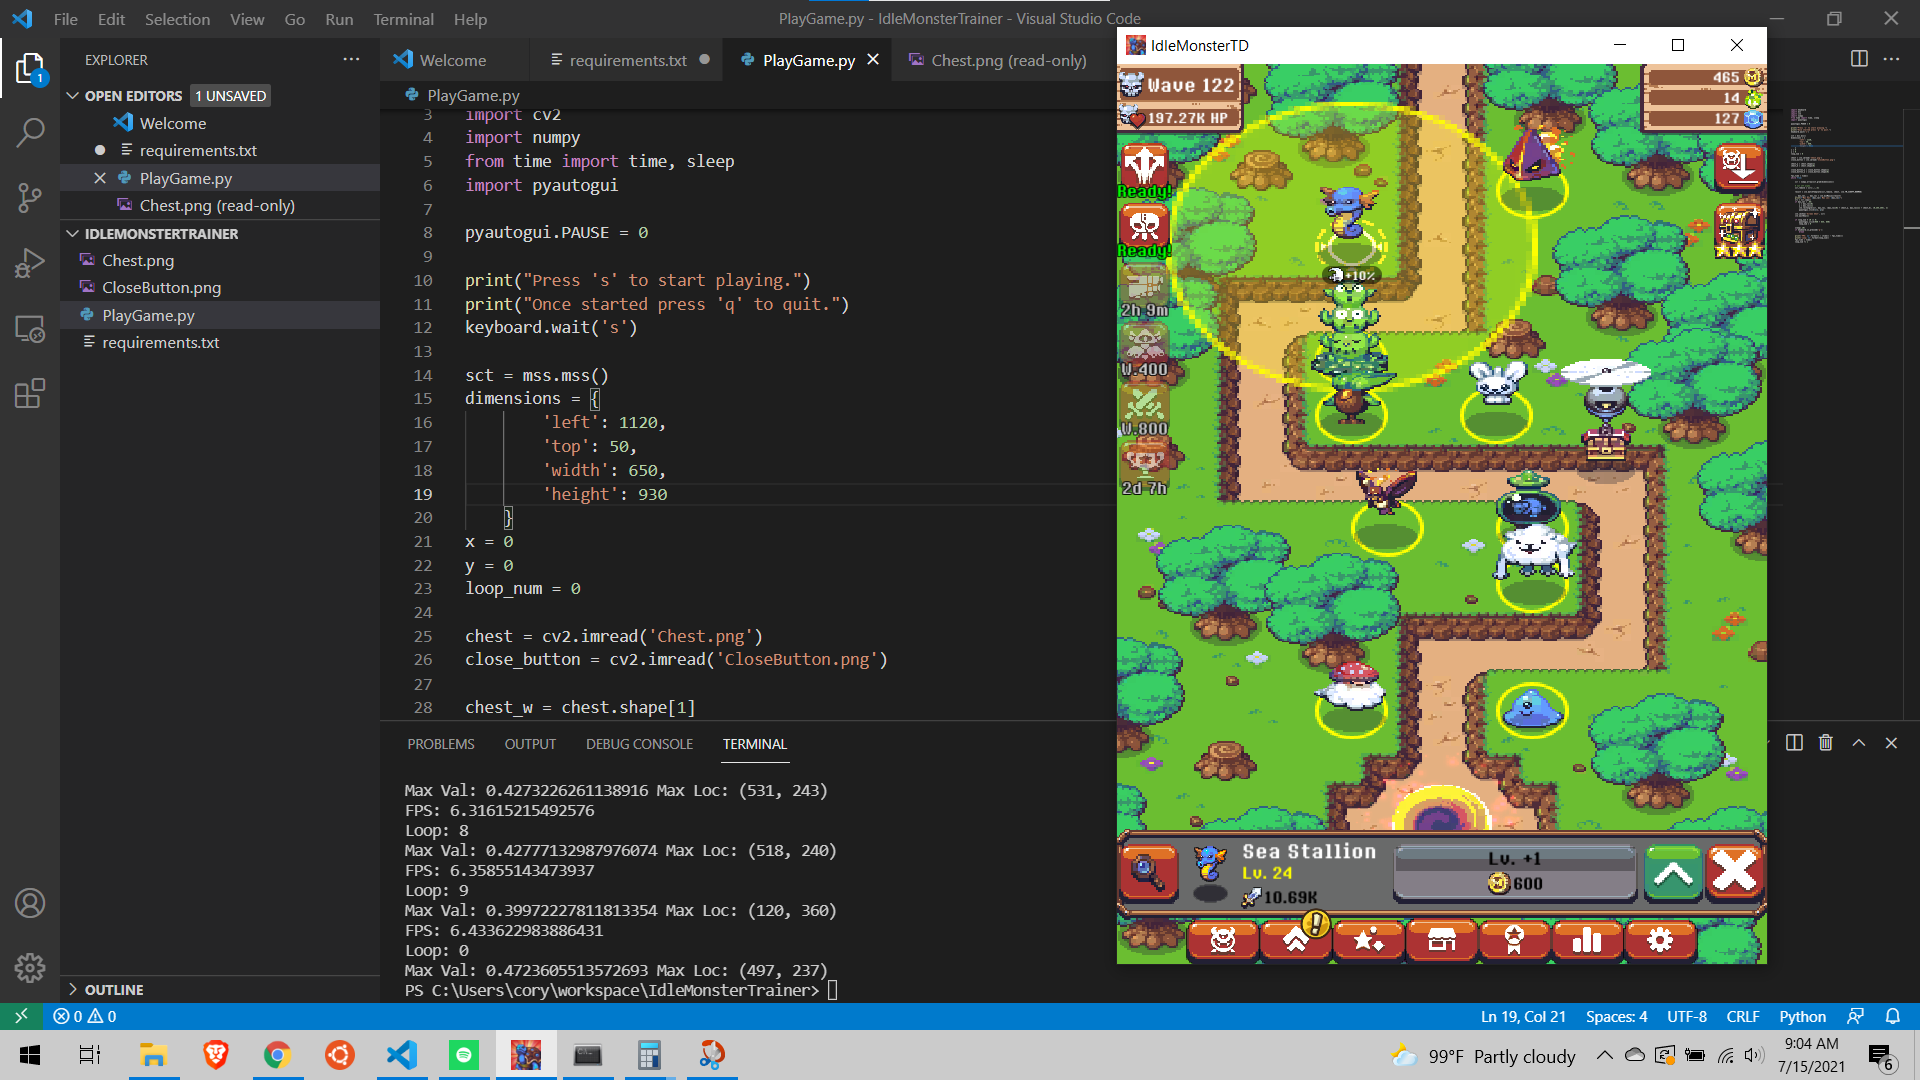 File Edit Selection View Go Run Terminal Help
PlayGame.py - IdleMonsterTrainer - Visual Studio Code
EXPLORER
1
OPEN EDITORS 1 UNSAVED
Welcome
requirements.txt
PlayGame.py
Chest.png (read-only)
IDLEMONSTERTRAINER
Chest.png
CloseButton.png
PlayGame.py
requirements.txt
OUTLINE
Welcome requirements.txt PlayGame.py Chest.png (read-only)
PlayGame.py
3 import cv2
4 import numpy
5 from time import time, sleep
6 import pyautogui
7
8 pyautogui.PAUSE = 0
9
10 print("Press 's' to start playing.")
11 print("Once started press 'q' to quit.")
12 keyboard.wait('s')
13
14 sct = mss.mss()
15 dimensions = {
16 'left': 1120,
17 'top': 50,
18 'width': 650,
19 'height': 930
20 }
21 x = 0
22 y = 0
23 loop_num = 0
24
25 chest = cv2.imread('Chest.png')
26 close_button = cv2.imread('CloseButton.png')
27
28 chest_w = chest.shape[1]
PROBLEMS OUTPUT DEBUG CONSOLE TERMINAL
Max Val: 0.4273226261138916 Max Loc: (531, 243)
FPS: 6.31615215492576
Loop: 8
Max Val: 0.42777132987976074 Max Loc: (518, 240)
FPS: 6.35855143473937
Loop: 9
Max Val: 0.39972227811813354 Max Loc: (120, 360)
FPS: 6.433622983886431
Loop: 0
Max Val: 0.4723605513572693 Max Loc: (497, 237)
PS C:\Users\cory\workspace\IdleMonsterTrainer>
IdleMonsterTD
Wave 122
197.27K HP
465
14
127
Ready!
Ready!
2h 9m
W.400
W.800
2d 7h
+10%
Sea Stallion
Lv. 24
10.69K
Lv. +1
600
0 0
Ln 19, Col 21 Spaces: 4 UTF-8 CRLF Python
99°F Partly cloudy
9:04 AM
7/15/2021
6